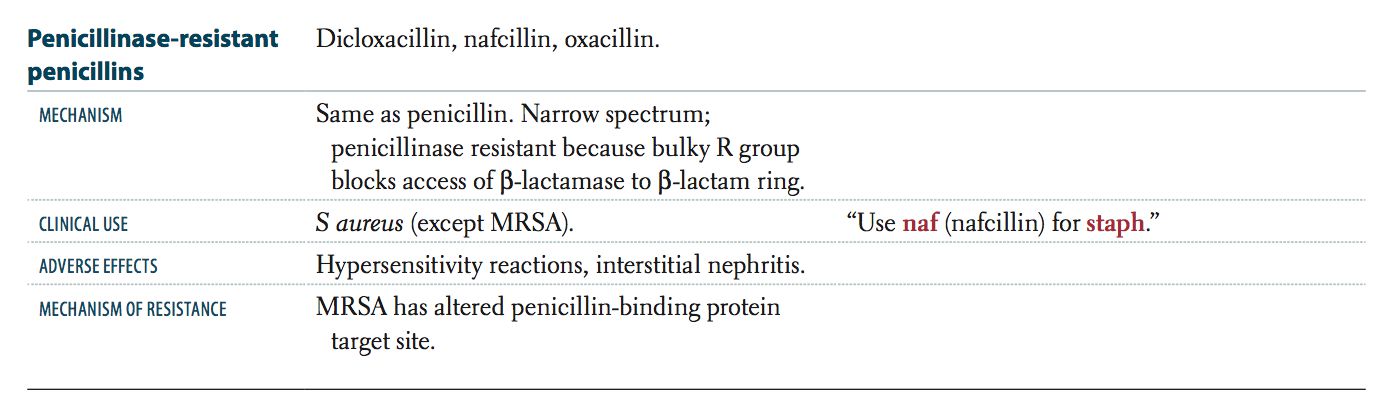 Penicillinase-resistant penicillins
Dicloxacillin, nafcillin, oxacillin.
MECHANISM
Same as penicillin. Narrow spectrum;
penicillinase resistant because bulky R group
blocks access of β-lactamase to β-lactam ring.
CLINICAL USE
S aureus (except MRSA).
“Use naf (nafcillin) for staph.”
ADVERSE EFFECTS
Hypersensitivity reactions, interstitial nephritis.
MECHANISM OF RESISTANCE
MRSA has altered penicillin-binding protein
target site.